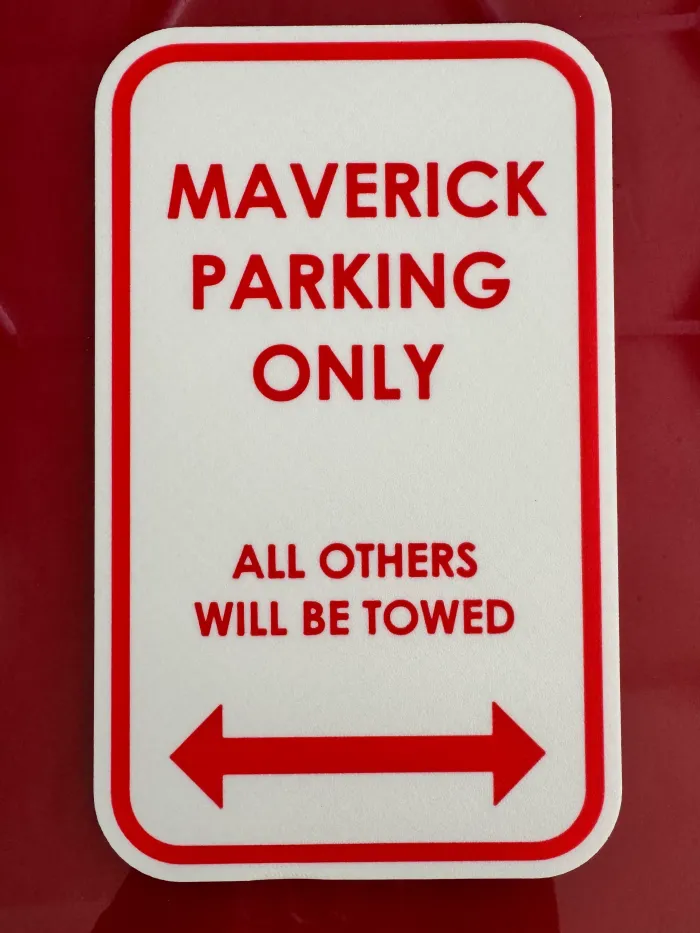 MAVERICK
PARKING
ONLY
ALL OTHERS
WILL BE TOWED